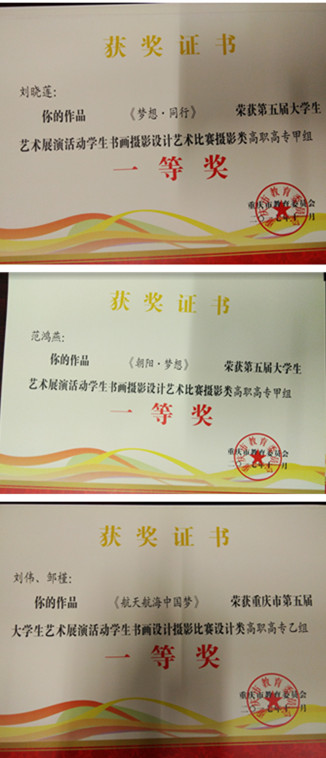 获奖证书
刘晓莲:
你的作品 《梦想·同行》 荣获第五届大学生
艺术展演活动学生书画摄影设计艺术比赛摄影类高职高专甲组
一等奖
重庆市教育委员会
获奖证书
范鸿燕:
你的作品 《朝阳·梦想》 荣获第五届大学生
艺术展演活动学生书画摄影设计艺术比赛摄影类高职高专甲组
一等奖
重庆市教育委员会
获奖证书
刘伟、邹槿:
你的作品 《航天航海中国梦》 荣获重庆市第五届
大学生艺术展演活动学生书画设计摄影比赛设计类高职高专乙组
一等奖
重庆市教育委员会